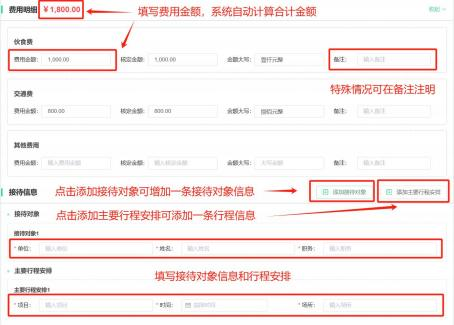 费用明细 ￥1,800.00 填写费用金额，系统自动计算合计金额 收起
伙食费
费用金额： 1,000.00 核定金额： 1,000.00 金额大写： 壹仟元整 备注： 输入备注
特殊情况可在备注注明
交通费
费用金额： 800.00 核定金额： 800.00 金额大写： 捌佰元整 备注： 输入备注
其他费用
费用金额： 输入费用金额 核定金额： 输入核定金额 金额大写： 大写金额 备注： 输入备注
接待信息 点击添加接待对象可增加一条接待对象信息 添加接待对象 添加主要行程安排
接待对象 点击添加主要行程安排可添加一条行程信息
接待对象1
* 单位： 输入单位 * 姓名： 输入姓名 * 职务： 输入职务
主要行程安排 填写接待对象信息和行程安排
主要行程安排1
* 项目： 输入项目 * 时间： 选择时间 * 场所： 输入场所